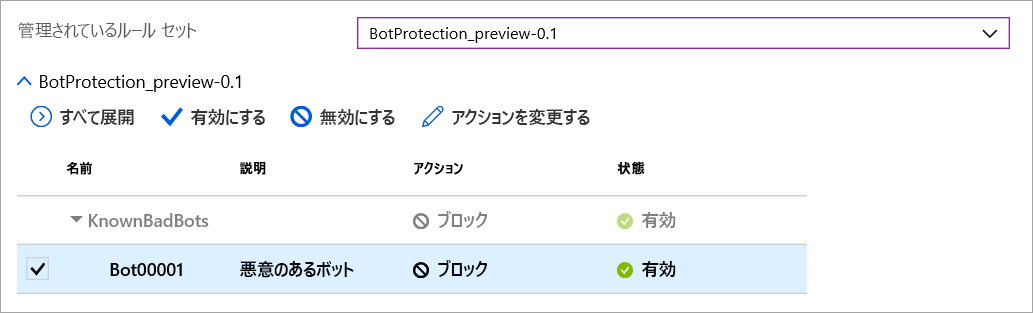 管理されているルール セット BotProtection_preview-0.1
BotProtection_preview-0.1
すべて展開 有効にする 無効にする アクションを変更する
名前 説明 アクション 状態
KnownBadBots ブロック 有効
Bot00001 悪意のあるボット ブロック 有効